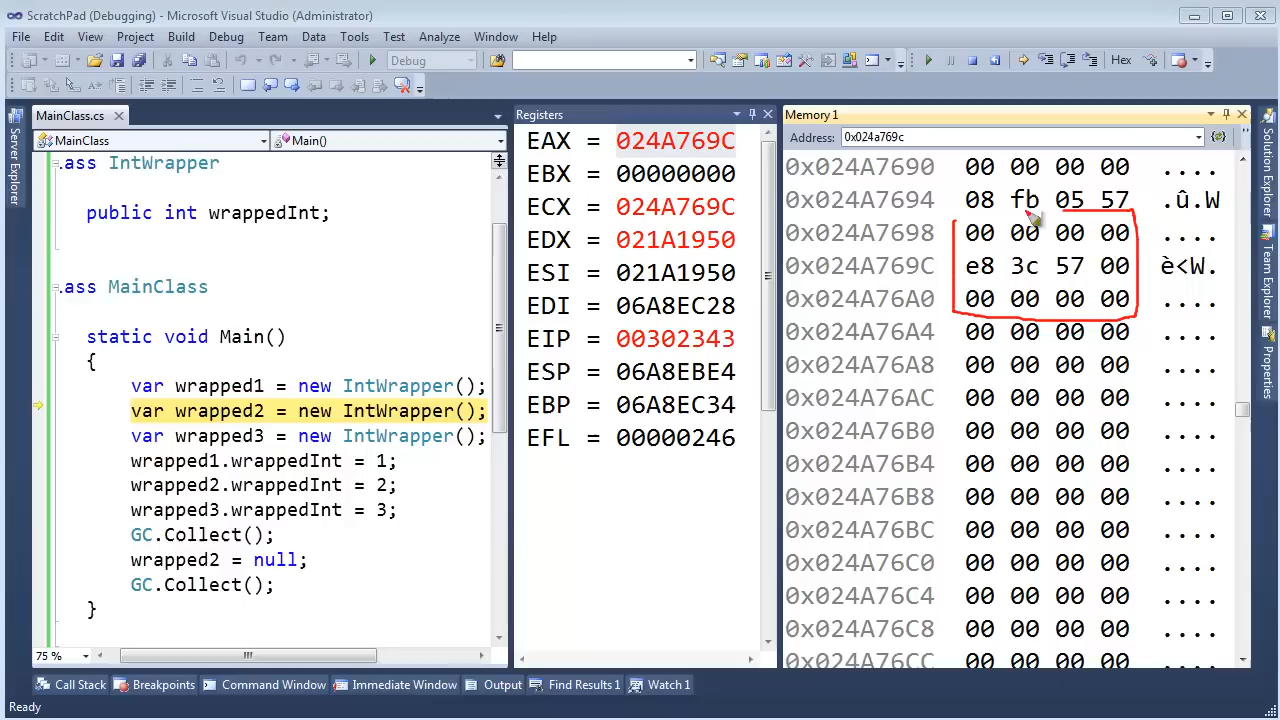 ScratchPad (Debugging) - Microsoft Visual Studio (Administrator)
File Edit View Project Build Debug Team Data Tools Test Analyze Window Help
Debug
Hex
MainClass.cs
Registers
Memory 1
MainClass Main()
Address: 0x024a769c
Server Explorer
Solution Explorer
Team Explorer
Properties
.ass IntWrapper
public int wrappedInt;
.ass MainClass
static void Main()
{
var wrapped1 = new IntWrapper();
var wrapped2 = new IntWrapper();
var wrapped3 = new IntWrapper();
wrapped1.wrappedInt = 1;
wrapped2.wrappedInt = 2;
wrapped3.wrappedInt = 3;
GC.Collect();
wrapped2 = null;
GC.Collect();
}
75 %
EAX = 024A769C
EBX = 00000000
ECX = 024A769C
EDX = 021A1950
ESI = 021A1950
EDI = 06A8EC28
EIP = 00302343
ESP = 06A8EBE4
EBP = 06A8EC34
EFL = 00000246
0x024A7690 00 00 00 00 ....
0x024A7694 08 fb 05 57 .û.W
0x024A7698 00 00 00 00 ....
0x024A769C e8 3c 57 00 è<W.
0x024A76A0 00 00 00 00 ....
0x024A76A4 00 00 00 00 ....
0x024A76A8 00 00 00 00 ....
0x024A76AC 00 00 00 00 ....
0x024A76B0 00 00 00 00 ....
0x024A76B4 00 00 00 00 ....
0x024A76B8 00 00 00 00 ....
0x024A76BC 00 00 00 00 ....
0x024A76C0 00 00 00 00 ....
0x024A76C4 00 00 00 00 ....
0x024A76C8 00 00 00 00 ....
0x024A76CC 00 00 00 00 ....
Call Stack Breakpoints Command Window Immediate Window Output Find Results 1 Watch 1
Ready